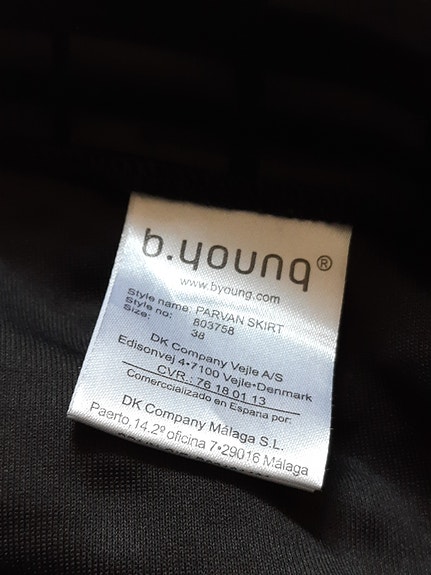 b.young®
www.byoung.com
Style name: PARVAN SKIRT
Style no: 803758
Size: 38
DK Company Vejle A/S
Edisonvej 4•7100 Vejle•Denmark
CVR.: 76 18 01 13
Comerccializado en España por:
DK Company Málaga S.L.
Paerto,14.2º oficina 7•29016 Málaga